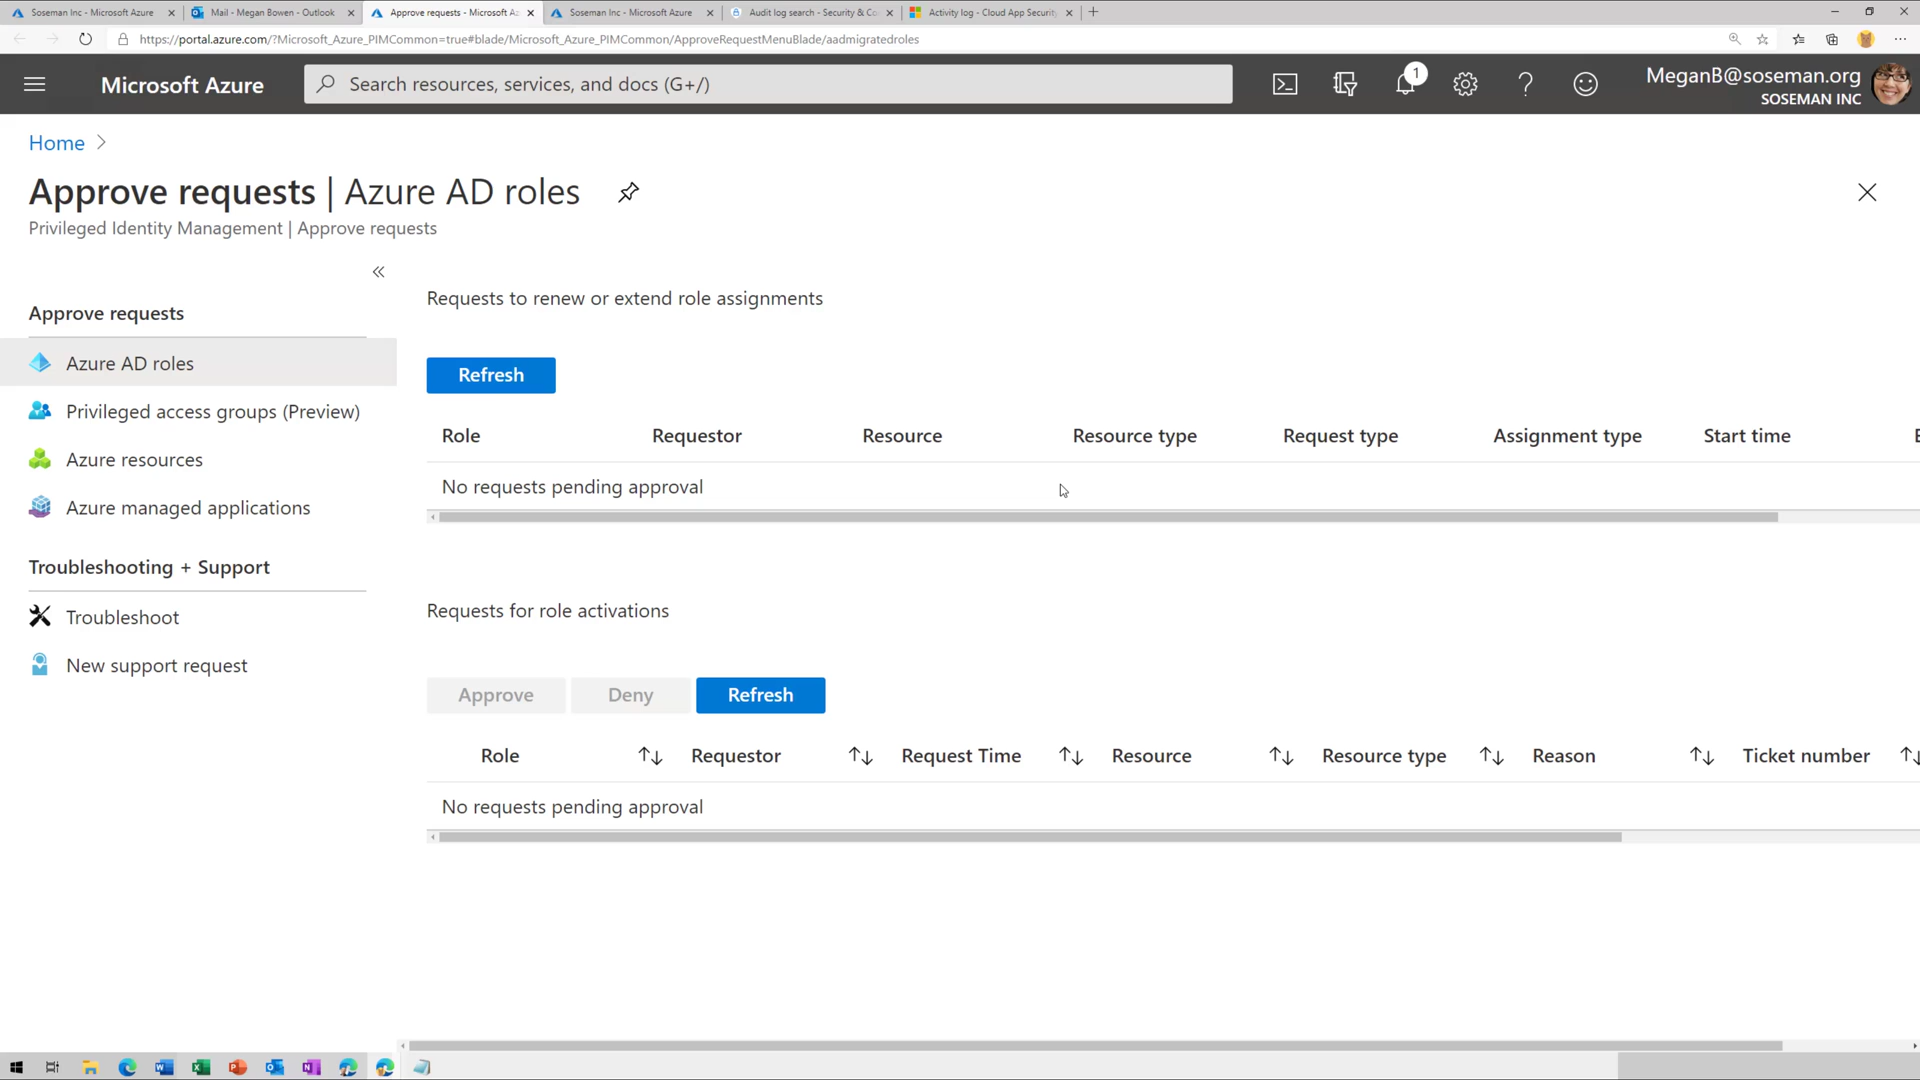 Soseman Inc - Microsoft Azure
Mail - Megan Bowen - Outlook
Approve requests - Microsoft Az
Soseman Inc - Microsoft Azure
Audit log search - Security & Co
Activity log - Cloud App Security
https://portal.azure.com/?Microsoft_Azure_PIMCommon=true#blade/Microsoft_Azure_PIMCommon/ApproveRequestMenuBlade/aadmigratedroles
Microsoft Azure
Search resources, services, and docs (G+/)
1
MeganB@soseman.org
SOSEMAN INC
Home
Approve requests | Azure AD roles
Privileged Identity Management | Approve requests
Approve requests
Azure AD roles
Privileged access groups (Preview)
Azure resources
Azure managed applications
Troubleshooting + Support
Troubleshoot
New support request
Requests to renew or extend role assignments
Refresh
Role Requestor Resource Resource type Request type Assignment type Start time
No requests pending approval
Requests for role activations
Approve Deny Refresh
Role Requestor Request Time Resource Resource type Reason Ticket number
No requests pending approval